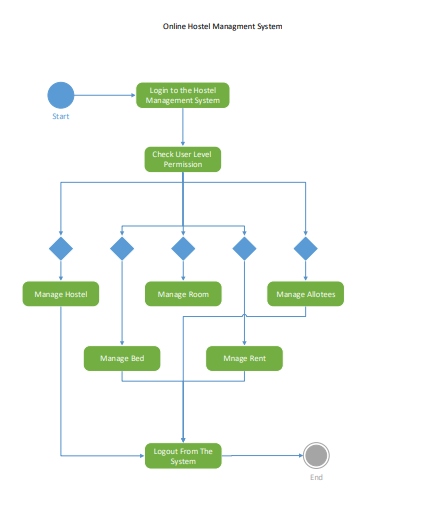 Online Hostel Managment System
Login to the Hostel
Management System
Start
Check User Level
Permission
Manage Hostel
Manage Room
Manage Allotees
Manage Bed
Mnage Rent
Logout From The
System
End